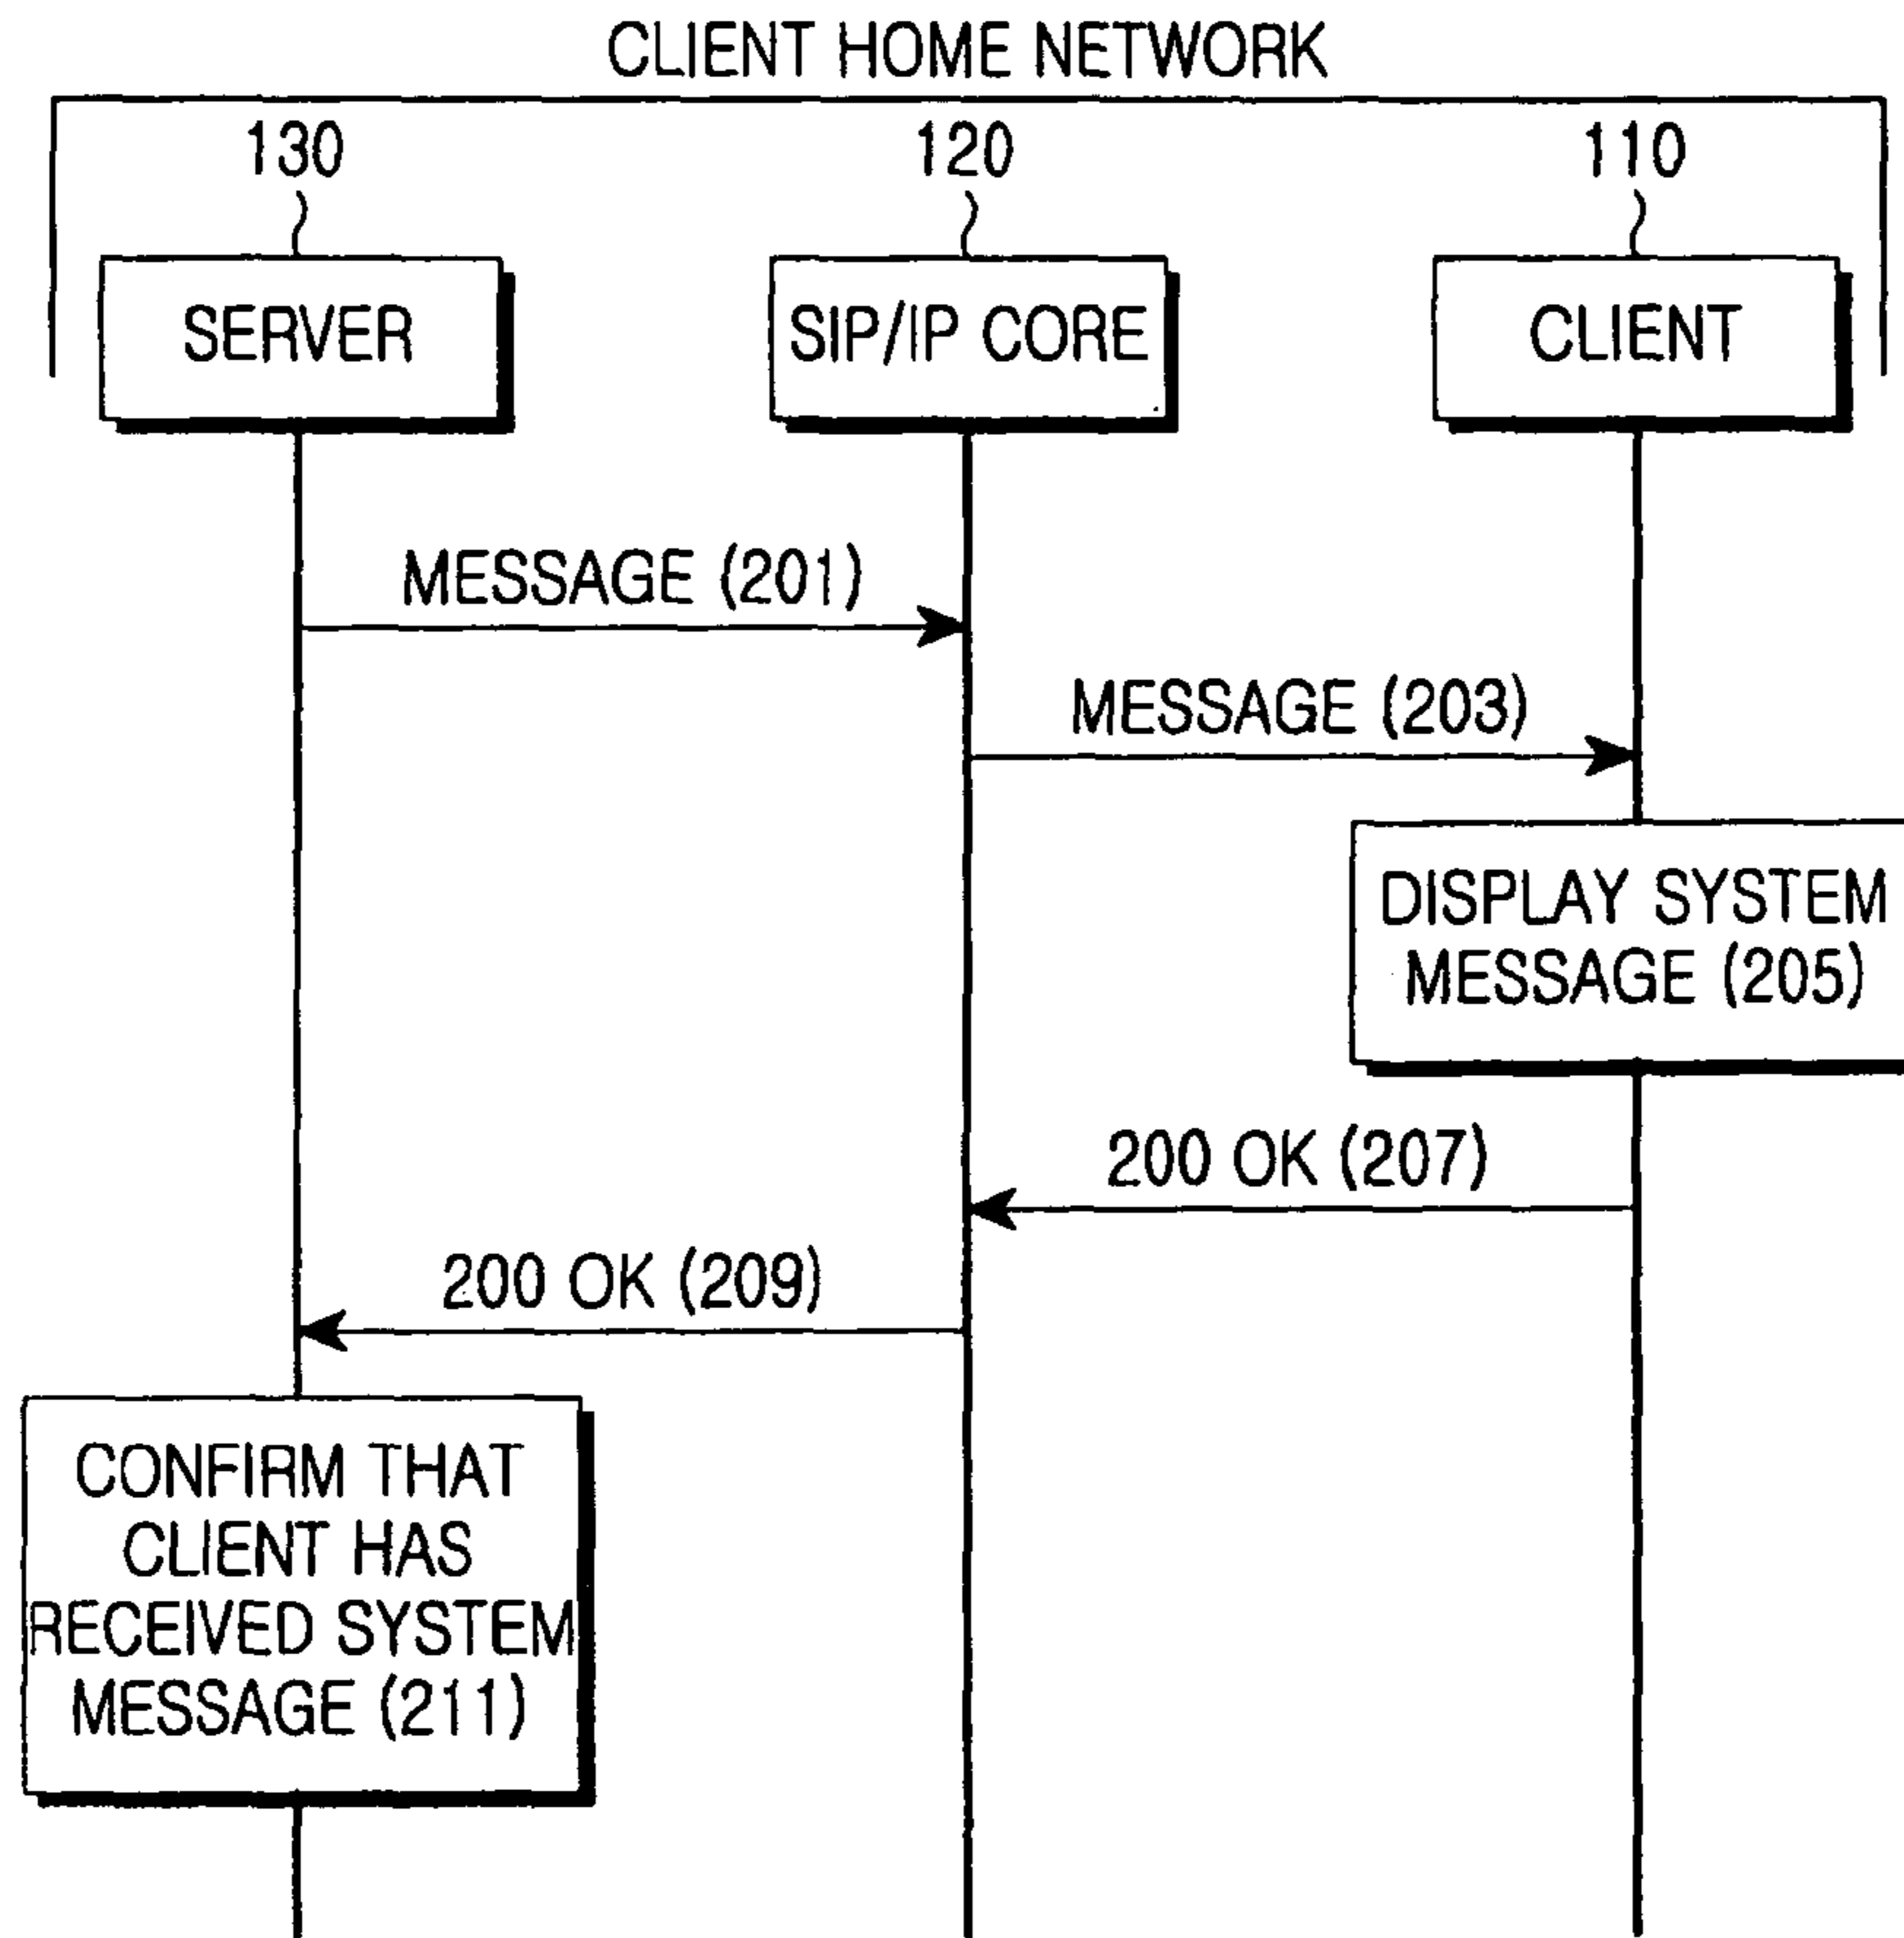 CLIENT HOME NETWORK
130
120
110
SERVER
SIP/IP CORE
CLIENT
MESSAGE (201)
MESSAGE (203)
DISPLAY SYSTEM
MESSAGE (205)
200 OK (207)
200 OK (209)
CONFIRM THAT
CLIENT HAS
RECEIVED SYSTEM
MESSAGE (211)